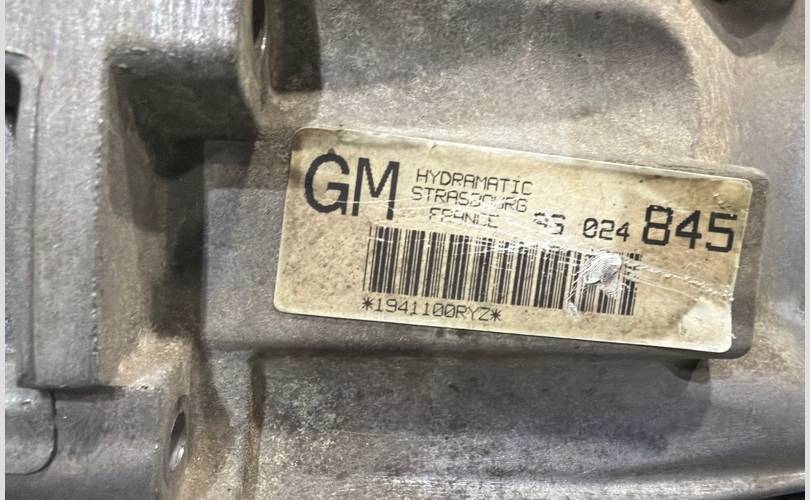 GM HYDRAMATIC
STRASBOURG
FRANCE 024 845
*1941100RYZ*